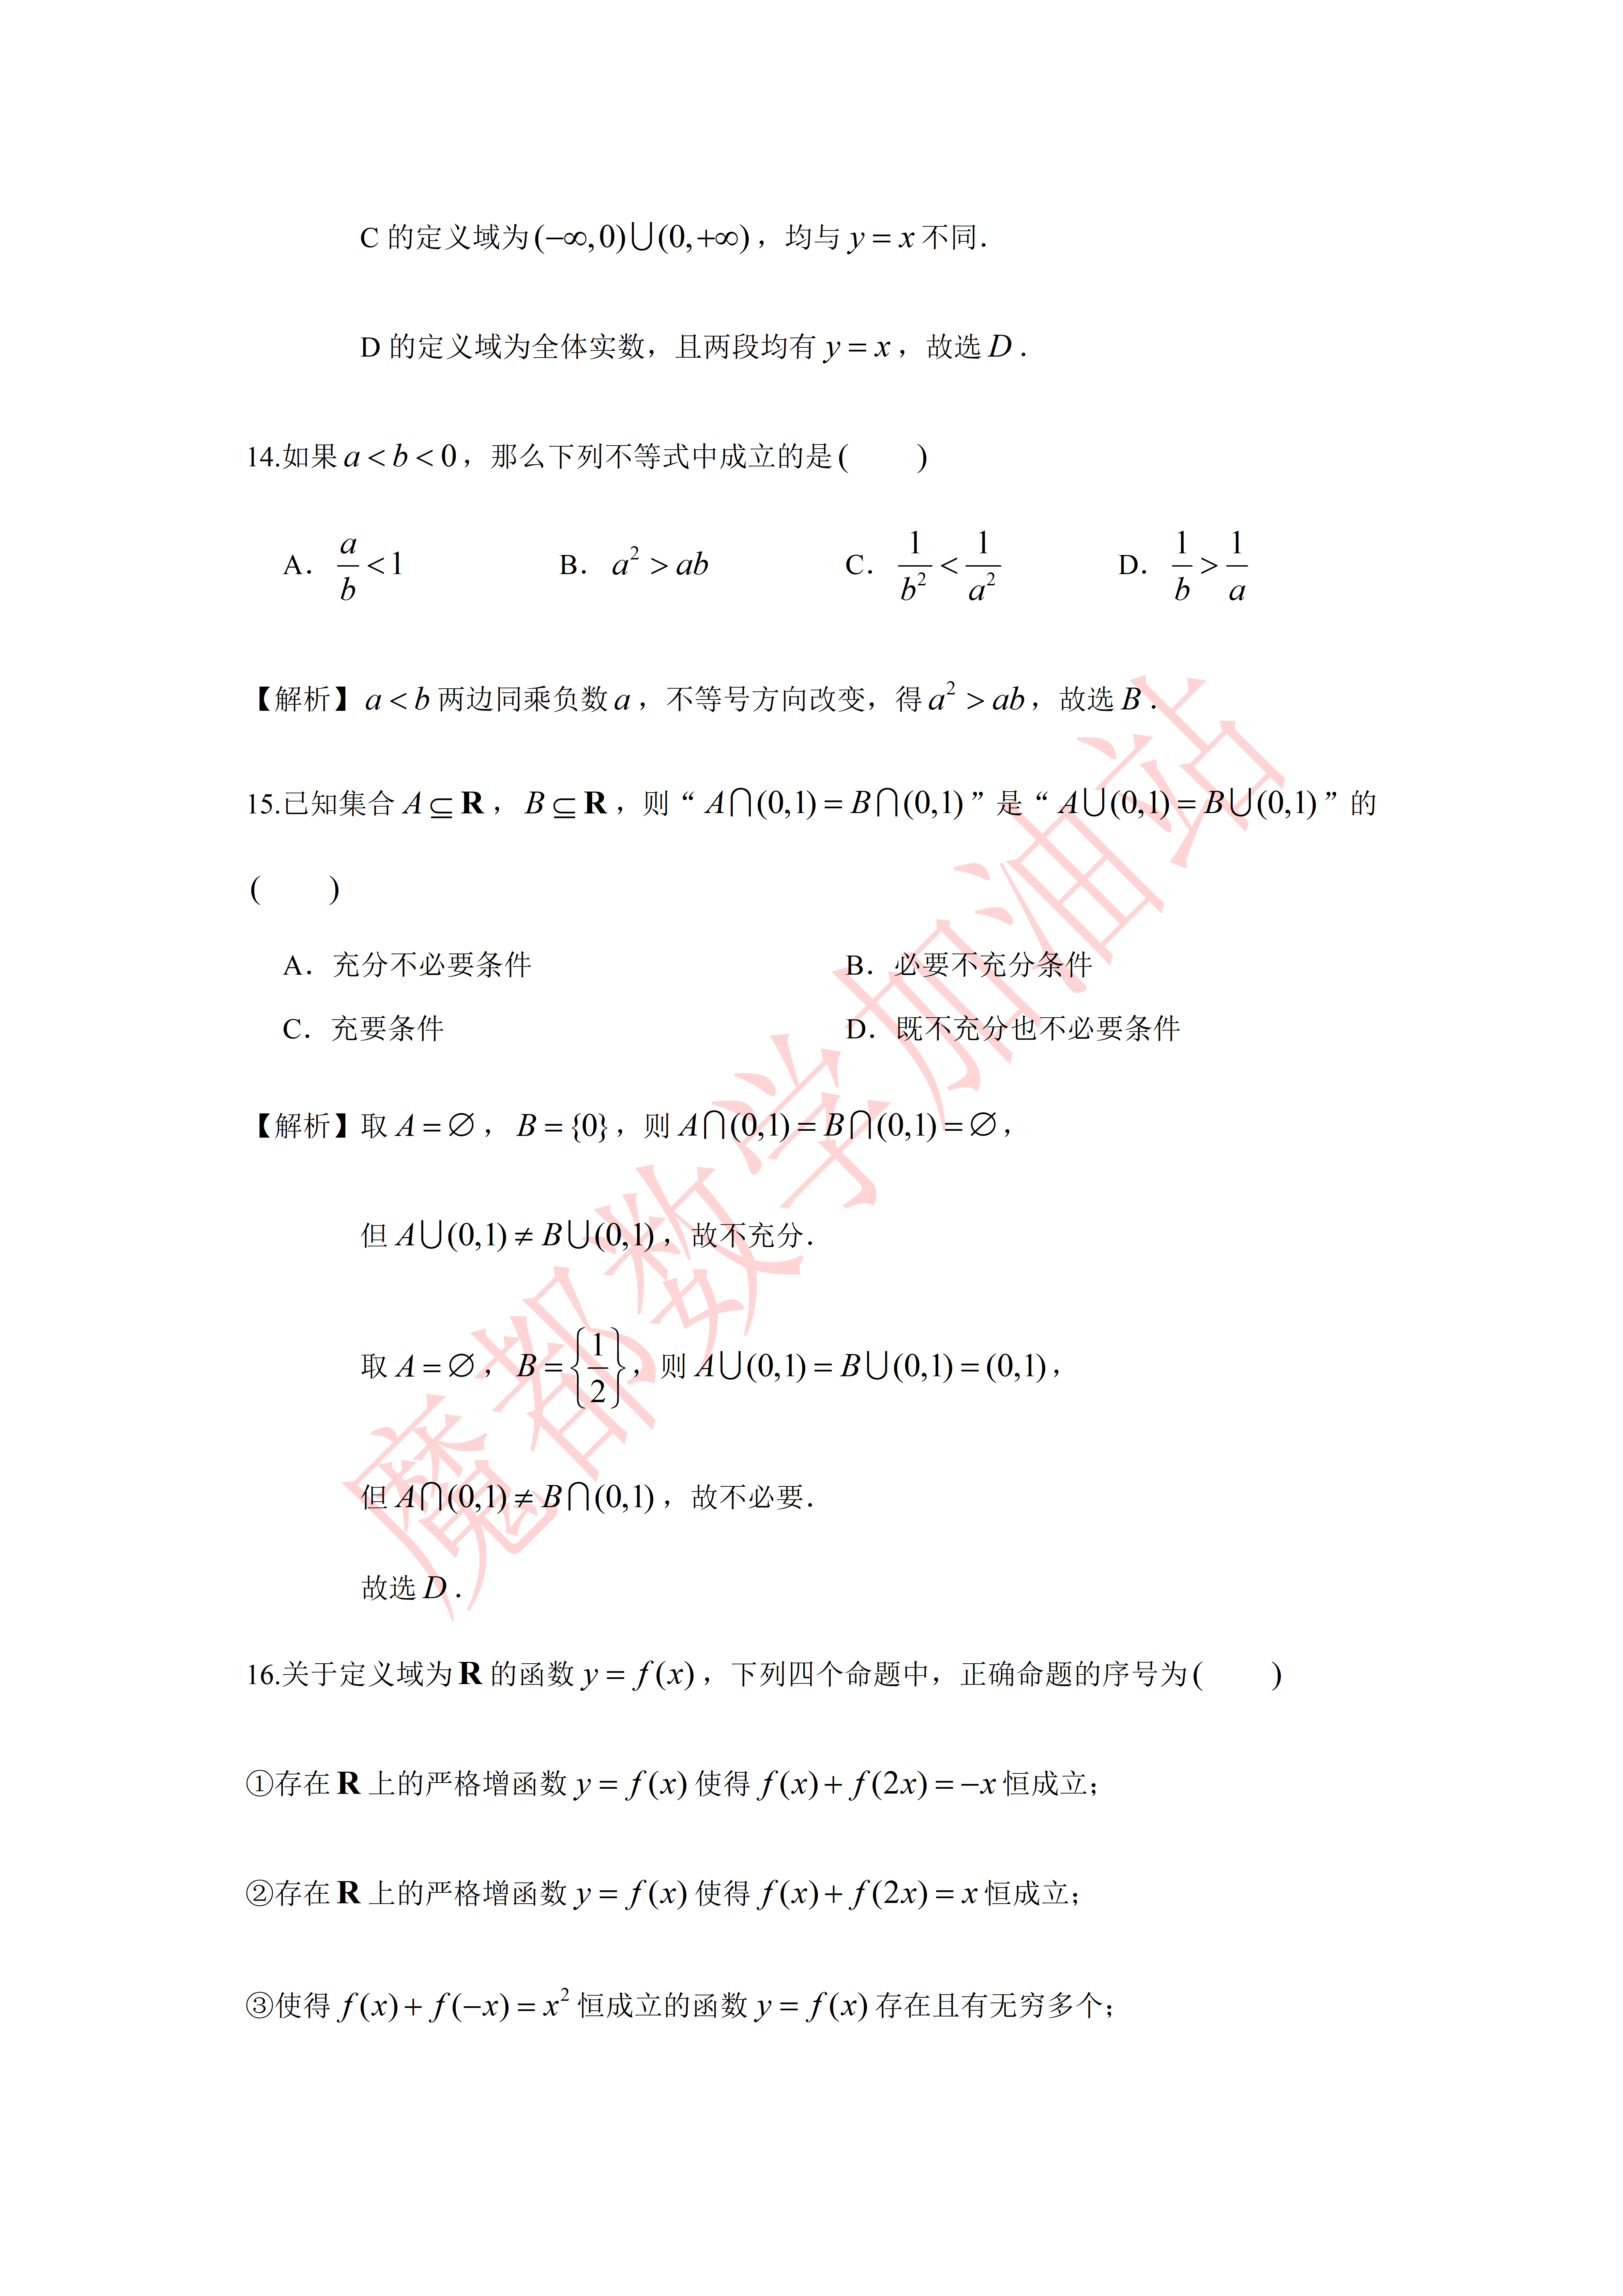 C 的定义域为(−∞,0)⋃(0,+∞)，均与 y = x 不同．
D 的定义域为全体实数，且两段均有 y = x，故选 D．
14.如果 a < b < 0，那么下列不等式中成立的是(　　)
A． a/b < 1　　B． a² > ab　　C． 1/b² < 1/a²　　D． 1/b > 1/a
【解析】a < b 两边同乘负数 a，不等号方向改变，得 a² > ab，故选 B．
15.已知集合 A ⊆ R，B ⊆ R，则“ A⋂(0,1) = B⋂(0,1)”是“ A⋃(0,1) = B⋃(0,1)”的
(　　)
A．充分不必要条件　　B．必要不充分条件
C．充要条件　　D．既不充分也不必要条件
【解析】取 A = ∅，B = {0}，则 A⋂(0,1) = B⋂(0,1) = ∅，
但 A⋃(0,1) ≠ B⋃(0,1)，故不充分．
取 A = ∅，B = {1/2}，则 A⋃(0,1) = B⋃(0,1) = (0,1)，
但 A⋂(0,1) ≠ B⋂(0,1)，故不必要．
故选 D．
16.关于定义域为 R 的函数 y = f(x)，下列四个命题中，正确命题的序号为(　　)
①存在 R 上的严格增函数 y = f(x) 使得 f(x) + f(2x) = −x 恒成立；
②存在 R 上的严格增函数 y = f(x) 使得 f(x) + f(2x) = x 恒成立；
③使得 f(x) + f(−x) = x² 恒成立的函数 y = f(x) 存在且有无穷多个；
魔都数学加油站